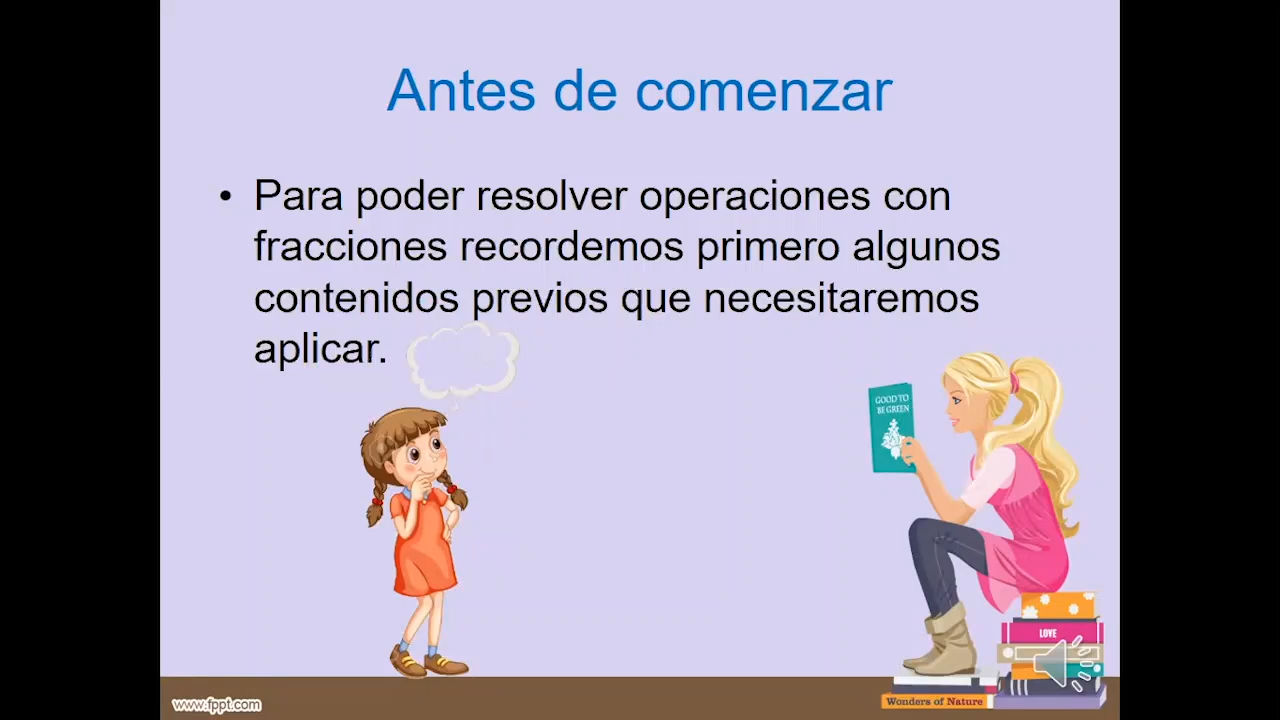 Antes de comenzar
• Para poder resolver operaciones con
fracciones recordemos primero algunos
contenidos previos que necesitaremos
aplicar.
GOOD TO
BE GREEN
LOVE
Wonders of Nature
www.fppt.com